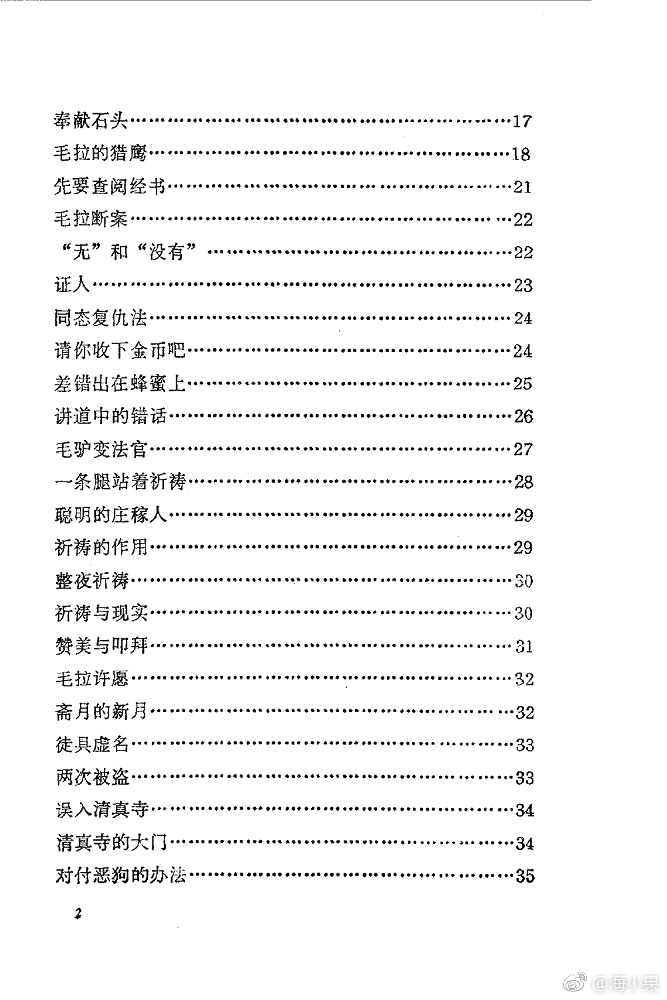 奉献石头……………………………………………………17
毛拉的猎鹰…………………………………………………18
先要查阅经书………………………………………………21
毛拉断案……………………………………………………22
“无”和“没有”……………………………………………22
证人…………………………………………………………23
同态复仇法…………………………………………………24
请你收下金币吧……………………………………………24
差错出在蜂蜜上……………………………………………25
讲道中的错话………………………………………………26
毛驴变法官…………………………………………………27
一条腿站着祈祷……………………………………………28
聪明的庄稼人………………………………………………29
祈祷的作用…………………………………………………29
整夜祈祷……………………………………………………30
祈祷与现实…………………………………………………30
赞美与叩拜…………………………………………………31
毛拉许愿……………………………………………………32
斋月的新月…………………………………………………32
徒具虚名……………………………………………………33
两次被盗……………………………………………………33
误入清真寺…………………………………………………34
清真寺的大门………………………………………………34
对付恶狗的办法……………………………………………35
2
@海小杲